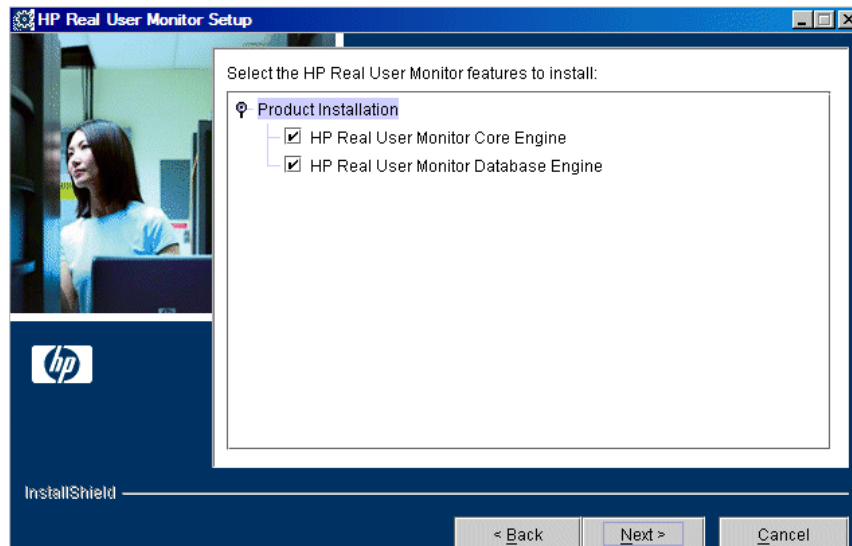 HP Real User Monitor Setup
Select the HP Real User Monitor features to install:
Product Installation
HP Real User Monitor Core Engine
HP Real User Monitor Database Engine
hp
InstallShield
< Back
Next >
Cancel